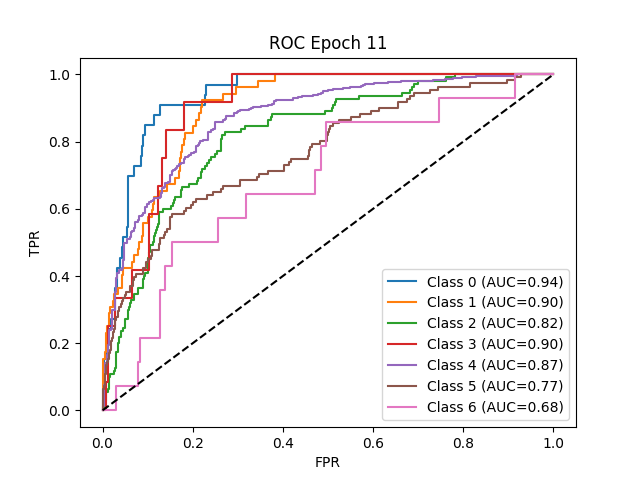 ROC Epoch 11
TPR
1.0
0.8
0.6
0.4
0.2
0.0
Class 0 (AUC=0.94)
Class 1 (AUC=0.90)
Class 2 (AUC=0.82)
Class 3 (AUC=0.90)
Class 4 (AUC=0.87)
Class 5 (AUC=0.77)
Class 6 (AUC=0.68)
0.0 0.2 0.4 0.6 0.8 1.0
FPR